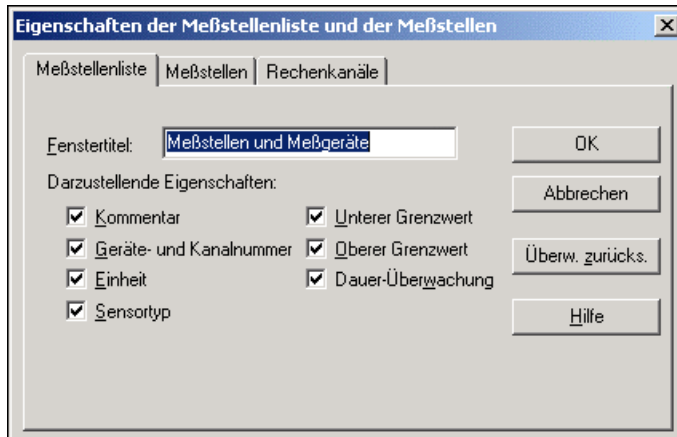 Eigenschaften der Meßstellenliste und der Meßstellen
Meßstellenliste Meßstellen Rechenkanäle
Fenstertitel: Meßstellen und Meßgeräte
OK
Darzustellende Eigenschaften:
Abbrechen
Kommentar Unterer Grenzwert
Geräte- und Kanalnummer Oberer Grenzwert
Überw. zurücks.
Einheit Dauer-Überwachung
Sensortyp
Hilfe